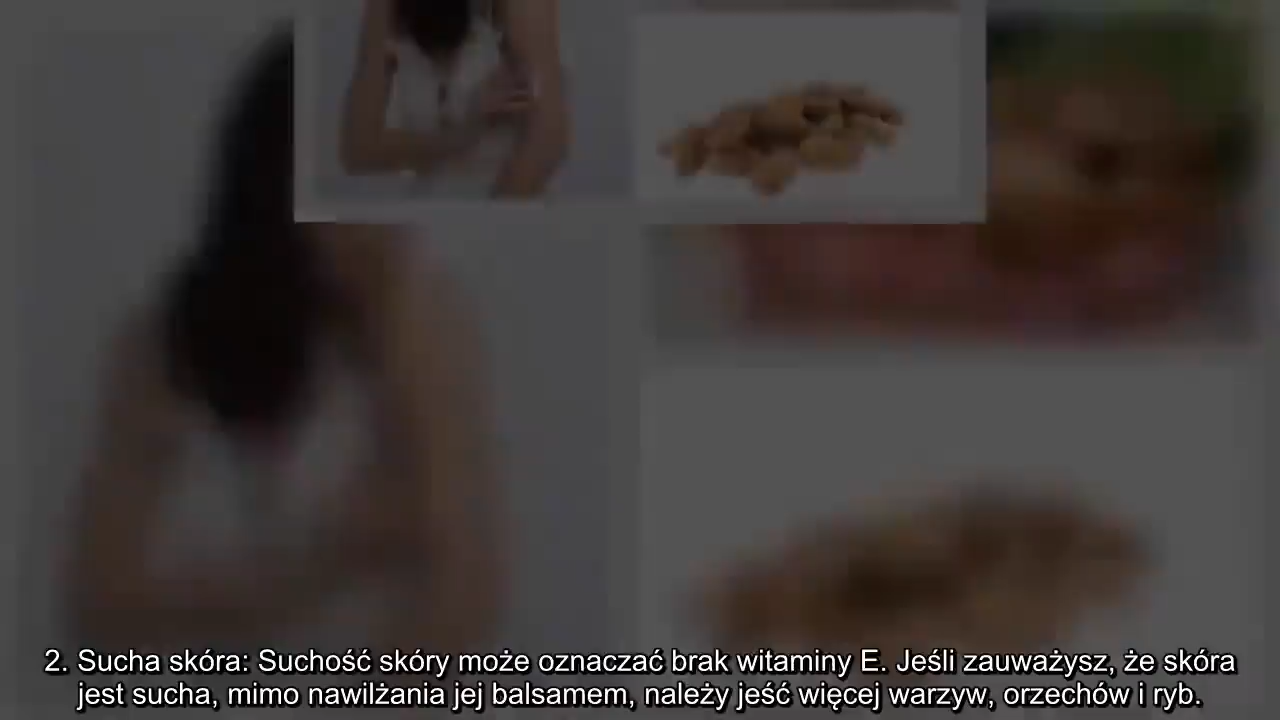 2. Sucha skóra: Suchość skóry może oznaczać brak witaminy E. Jeśli zauważysz, że skóra
jest sucha, mimo nawilżania jej balsamem, należy jeść więcej warzyw, orzechów i ryb.